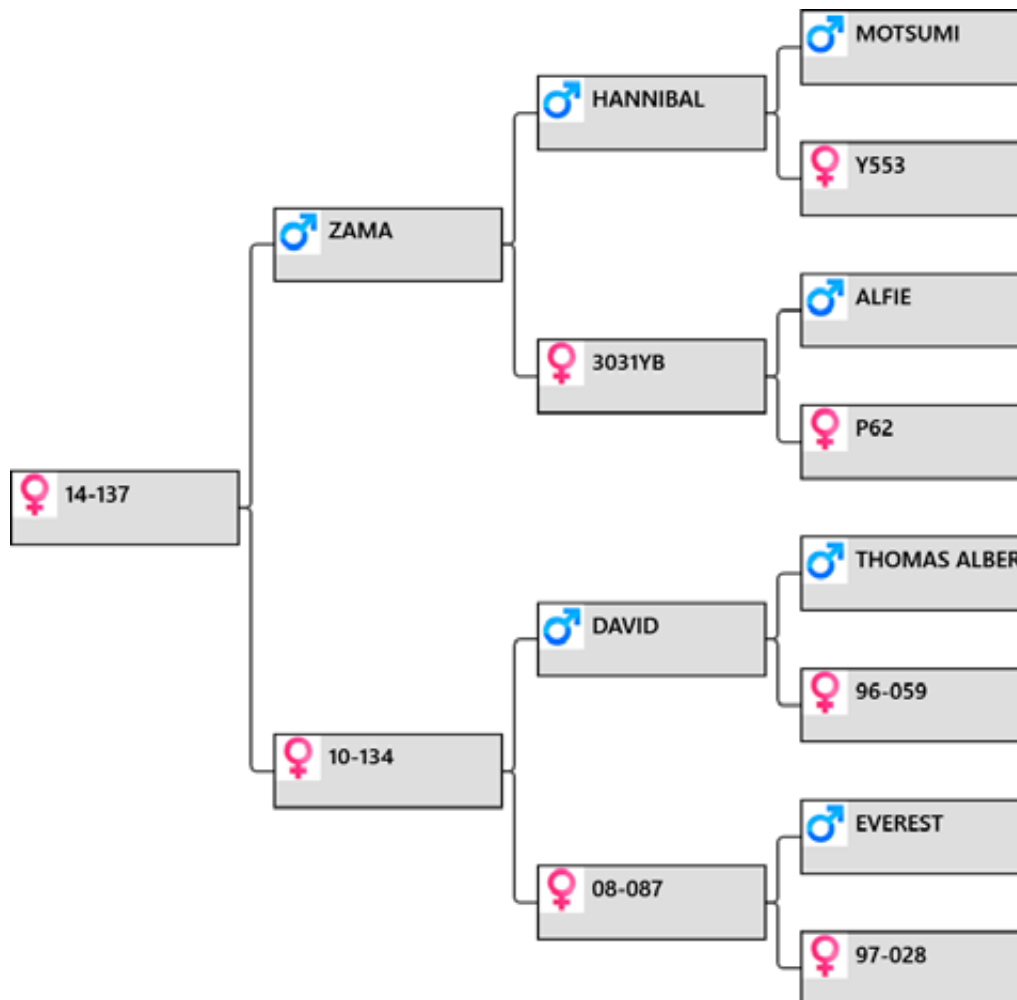 MOTSUMI
HANNIBAL
Y553
ZAMA
ALFIE
3031YB
P62
14-137
THOMAS
DAVID
96-059
10-134
EVEREST
08-087
97-028